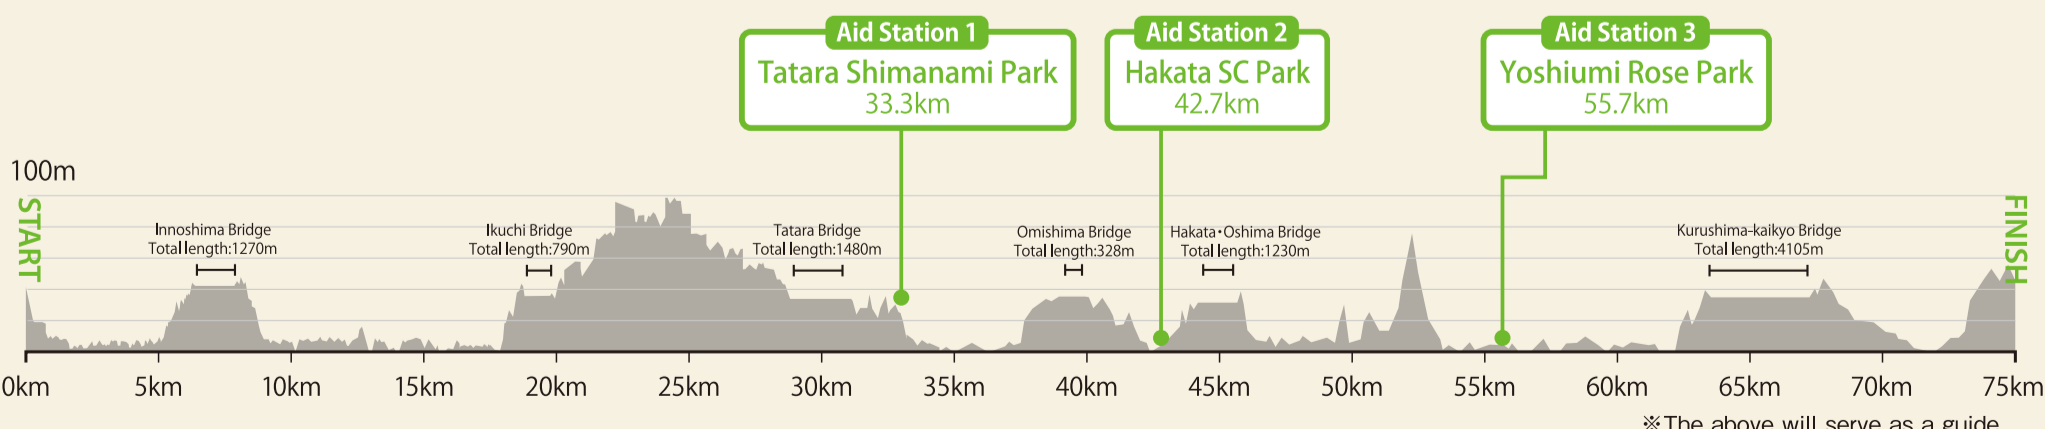 Aid Station 1
Tatara Shimanami Park
33.3km
Aid Station 2
Hakata SC Park
42.7km
Aid Station 3
Yoshiumi Rose Park
55.7km
100m
START
Innoshima Bridge
Total length:1270m
Ikuchi Bridge
Total length:790m
Tatara Bridge
Total length:1480m
Omishima Bridge
Total length:328m
Hakata・Oshima Bridge
Total length:1230m
Kurushima-kaikyo Bridge
Total length:4105m
FINISH
0km 5km 10km 15km 20km 25km 30km 35km 40km 45km 50km 55km 60km 65km 70km 75km
※The above will serve as a guide